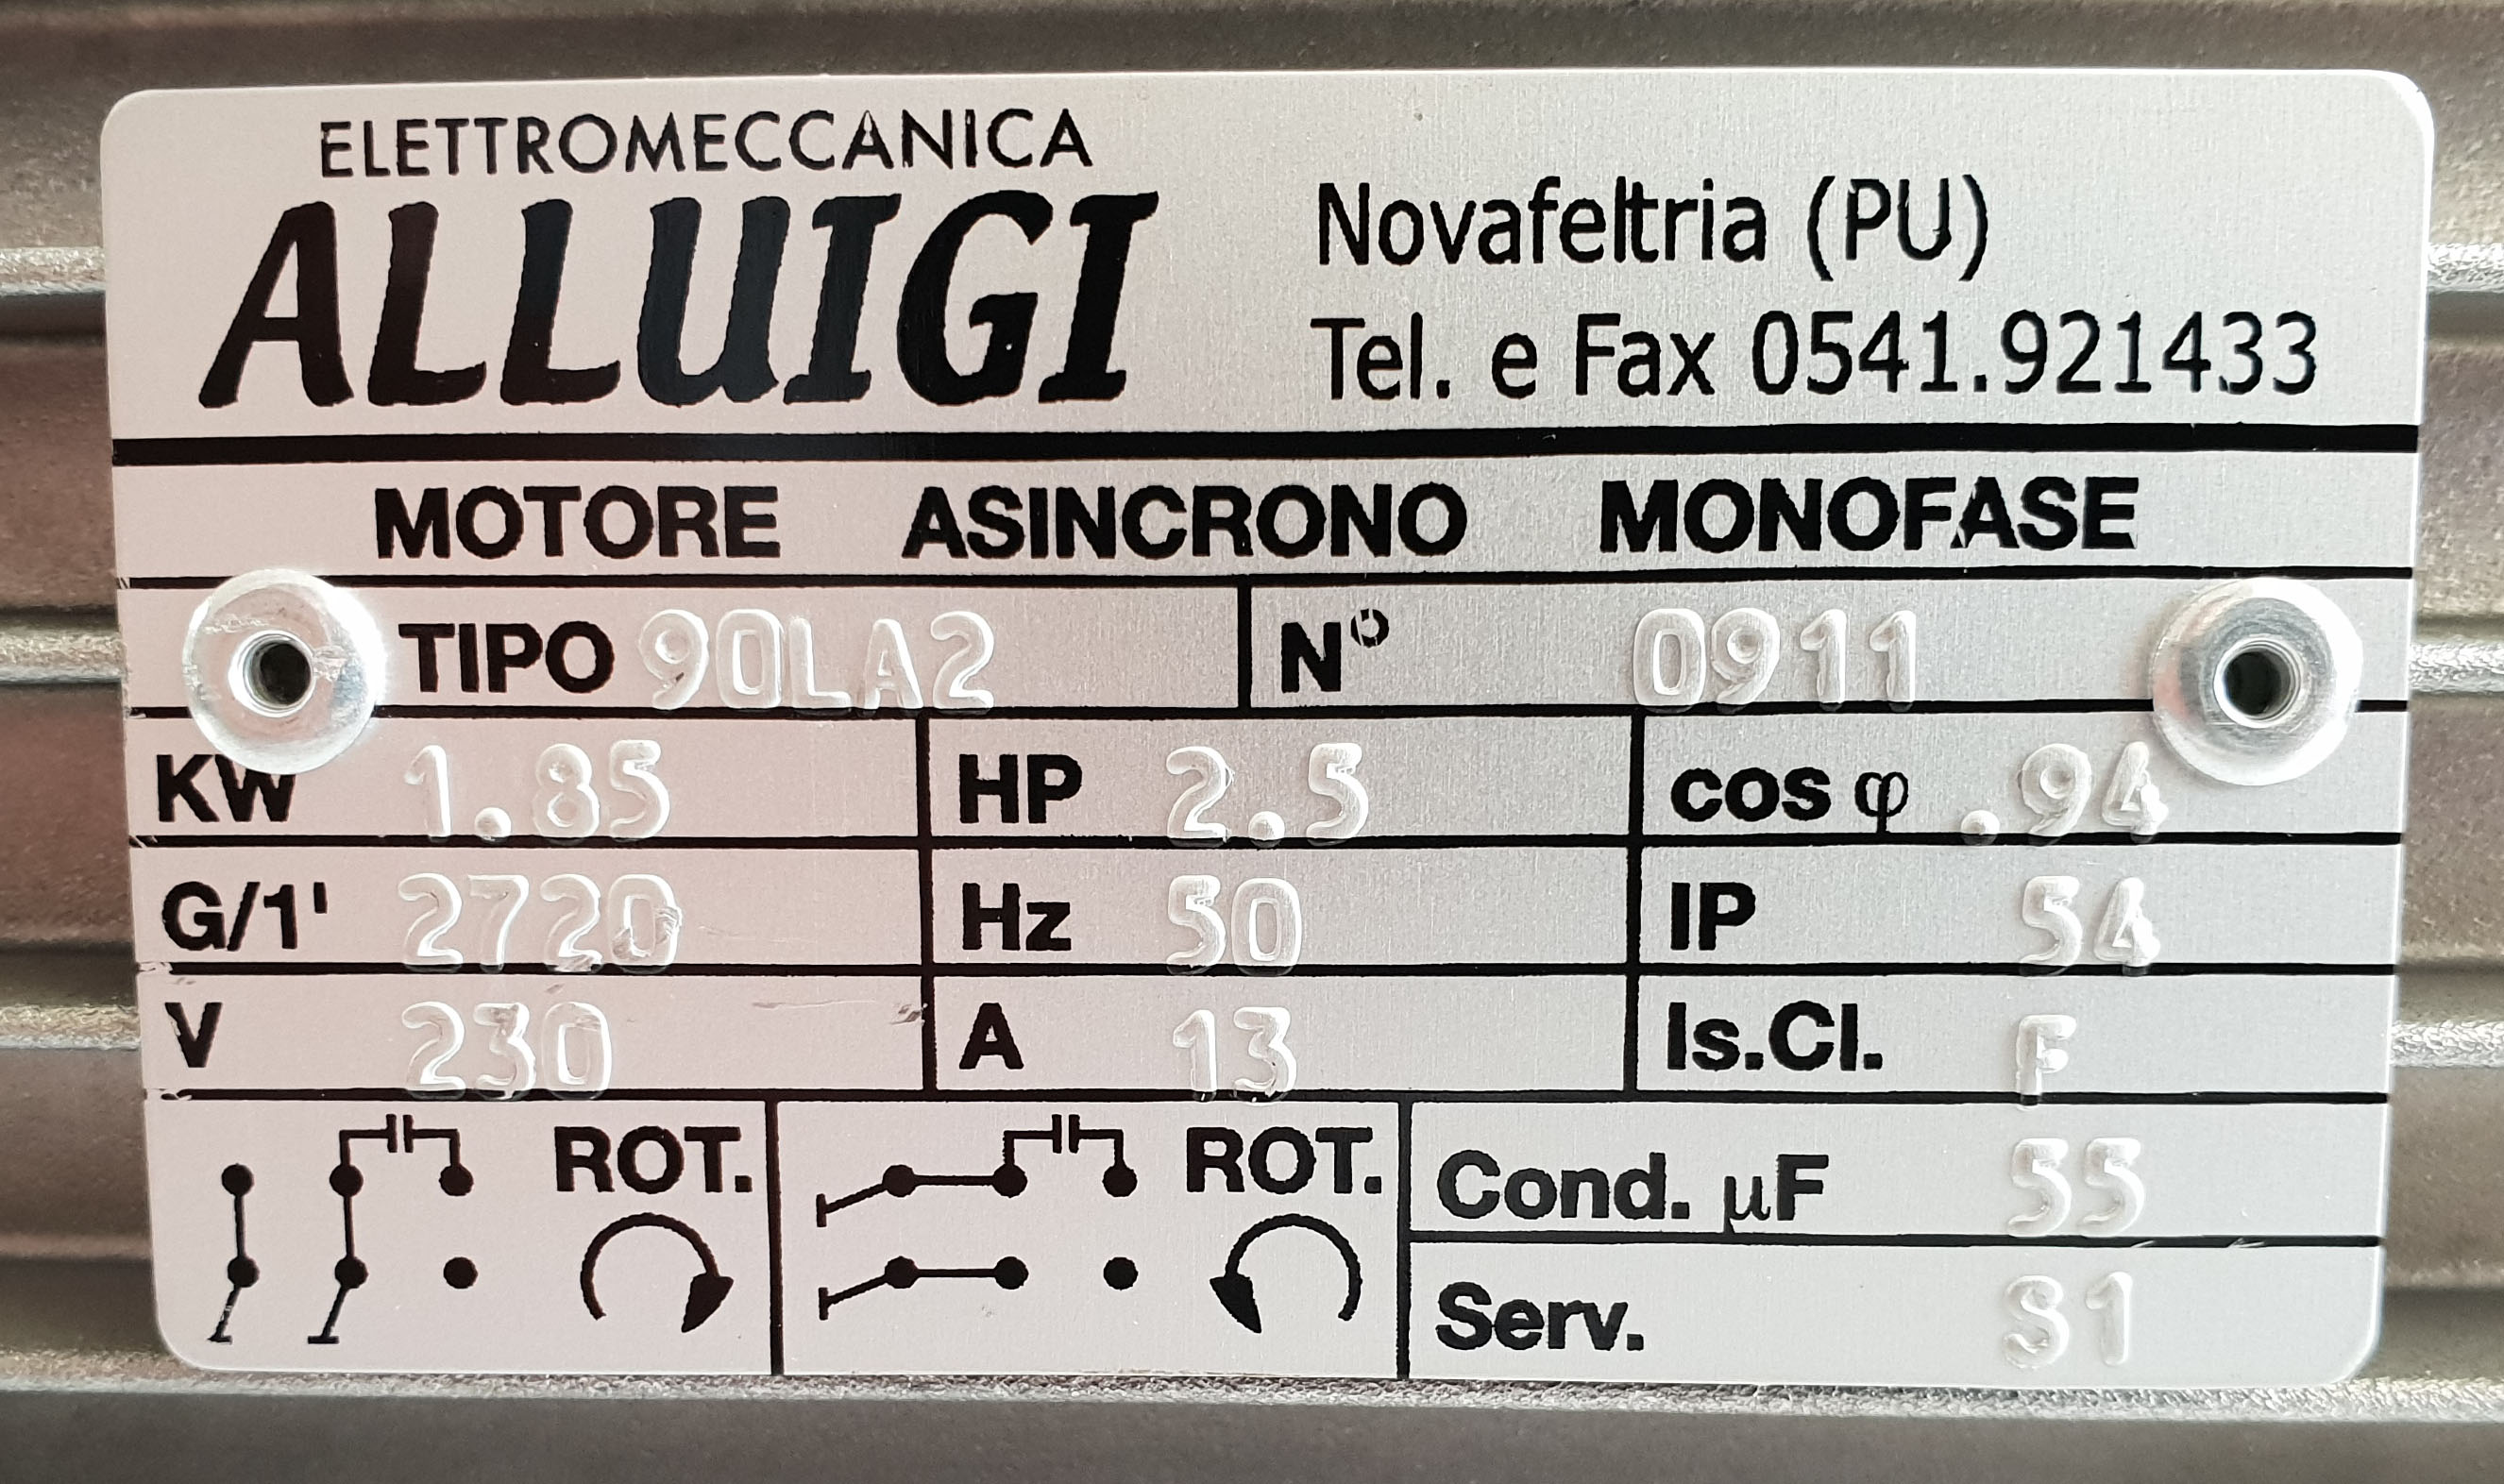 ELETTROMECCANICA
ALLUIGI
Novafeltria (PU)
Tel. e Fax 0541.921433
MOTORE ASINCRONO MONOFASE
TIPO 90LA2 N° 0911
KW 1.85 HP 2.5 cos φ .94
G/1' 2720 Hz 50 IP 54
V 230 A 13 Is.Cl. F
ROT. ROT. Cond. µF 55
Serv. S1